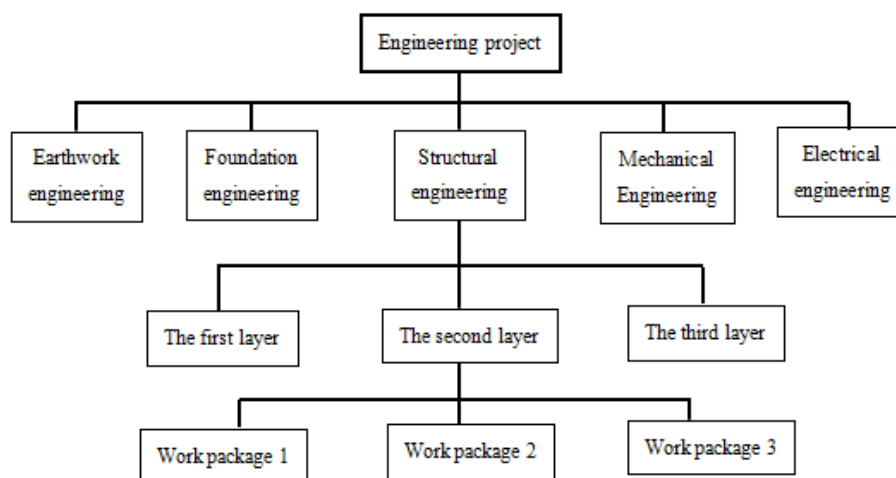 Engineering project
Earthwork
engineering
Foundation
engineering
Structural
engineering
Mechanical
Engineering
Electrical
engineering
The first layer
The second layer
The third layer
Work package 1
Work package 2
Work package 3